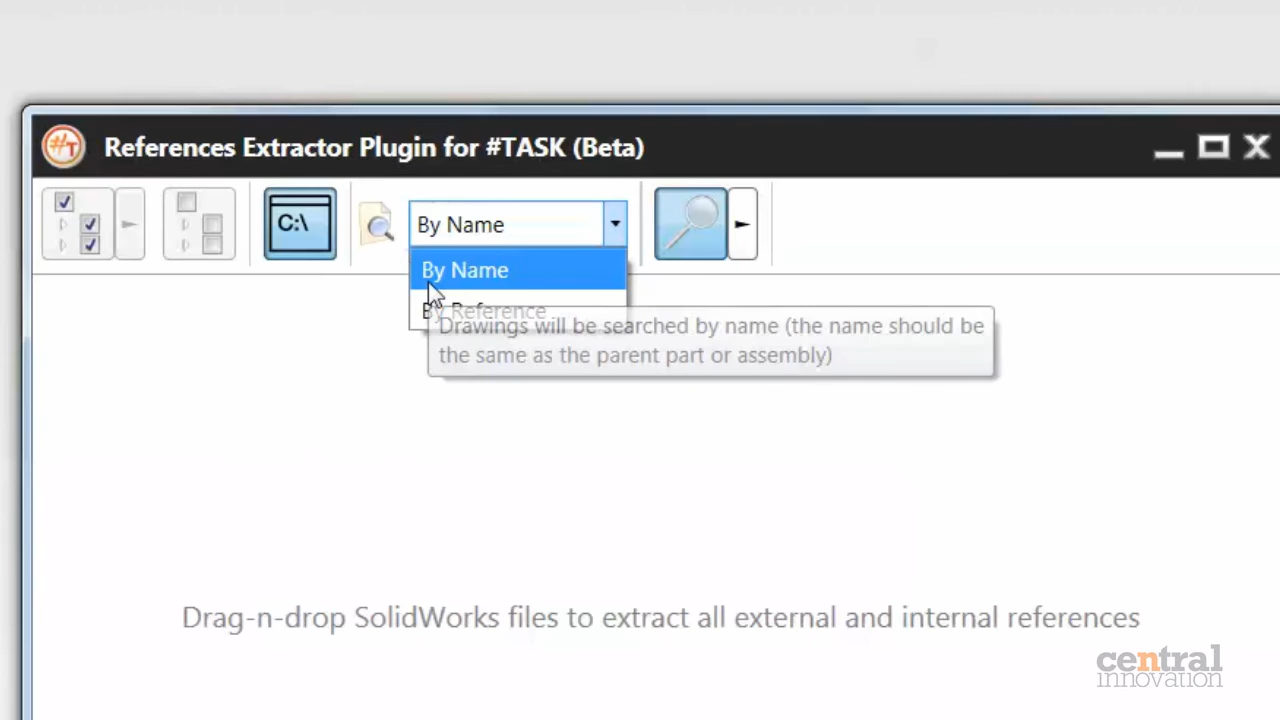 #T
References Extractor Plugin for #TASK (Beta)
C:\
By Name
By Name
By Reference
Drawings will be searched by name (the name should be
the same as the parent part or assembly)
Drag-n-drop SolidWorks files to extract all external and internal references
central
innovation